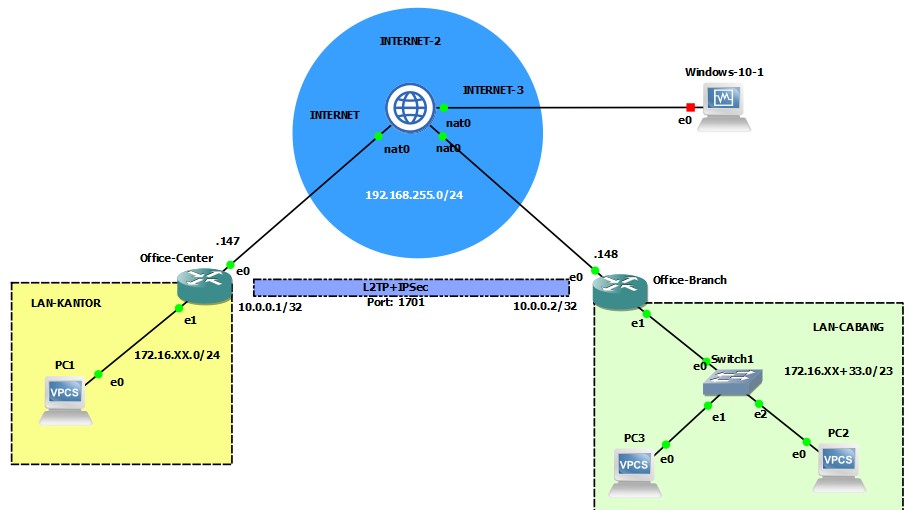 INTERNET-2
Windows-10-1
INTERNET-3
INTERNET
e0
nat0
nat0
nat0
192.168.255.0/24
.147
.148
Office-Center
e0
e0
Office-Branch
L2TP+IPSec
Port: 1701
10.0.0.1/32
10.0.0.2/32
LAN-KANTOR
e1
e1
LAN-CABANG
172.16.XX.0/24
PC1
e0
VPCS
e0
Switch1
172.16.XX+33.0/23
e1
e2
PC3
e0
VPCS
PC2
e0
VPCS